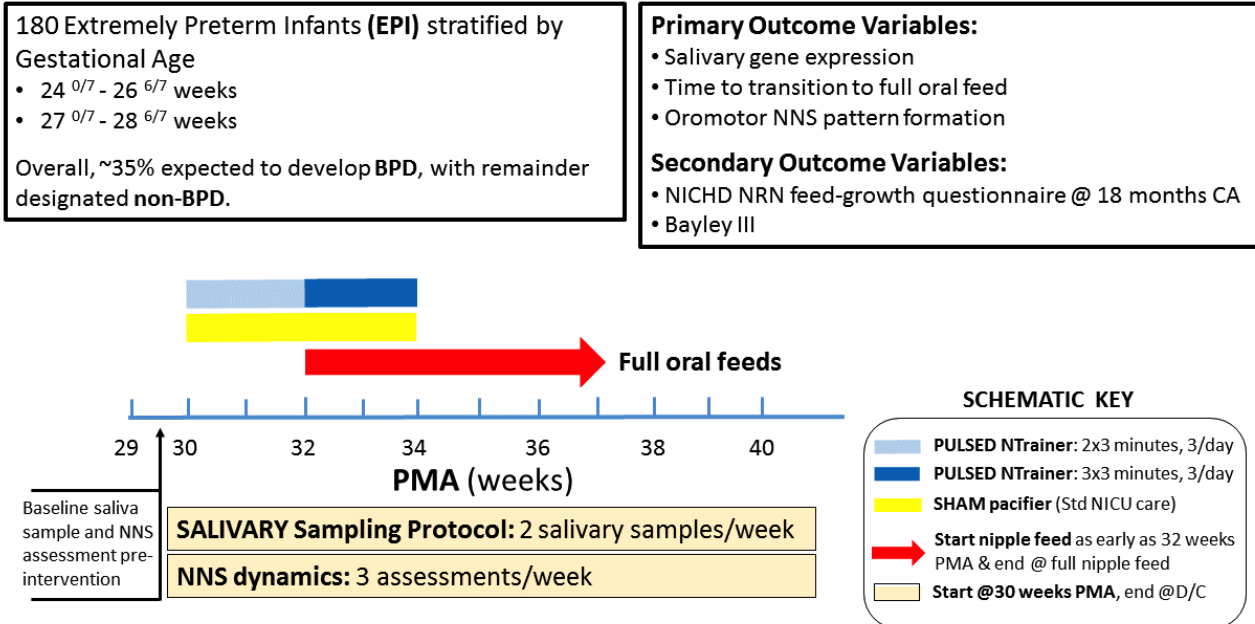 180 Extremely Preterm Infants (EPI) stratified by
Gestational Age
• 24 0/7 - 26 6/7 weeks
• 27 0/7 - 28 6/7 weeks
Overall, ~35% expected to develop BPD, with remainder
designated non-BPD.
Primary Outcome Variables:
• Salivary gene expression
• Time to transition to full oral feed
• Oromotor NNS pattern formation
Secondary Outcome Variables:
• NICHD NRN feed-growth questionnaire @ 18 months CA
• Bayley III
Full oral feeds
29 30 32 34 36 38 40
PMA (weeks)
Baseline saliva
sample and NNS
assessment pre-
intervention
SALIVARY Sampling Protocol: 2 salivary samples/week
NNS dynamics: 3 assessments/week
SCHEMATIC KEY
PULSED NTrainer: 2x3 minutes, 3/day
PULSED NTrainer: 3x3 minutes, 3/day
SHAM pacifier (Std NICU care)
Start nipple feed as early as 32 weeks
PMA & end @ full nipple feed
Start @30 weeks PMA, end @D/C